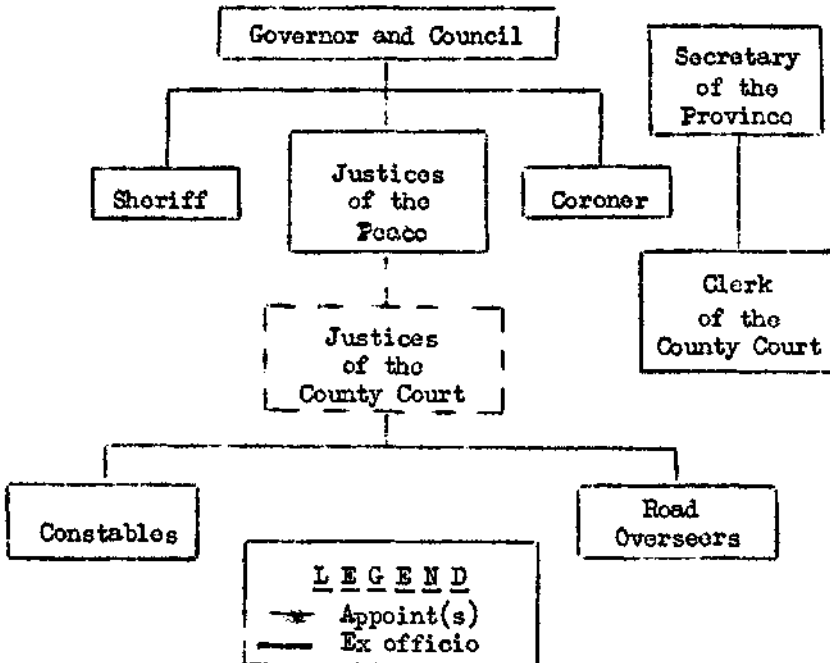 Governor and Council
Secretary
of the
Province
Sheriff
Justices
of the
Peace
Coroner
Clerk
of the
County Court
Justices
of the
County Court
Constables
Road
Overseers
LEGEND
Appoint(s)
Ex officio